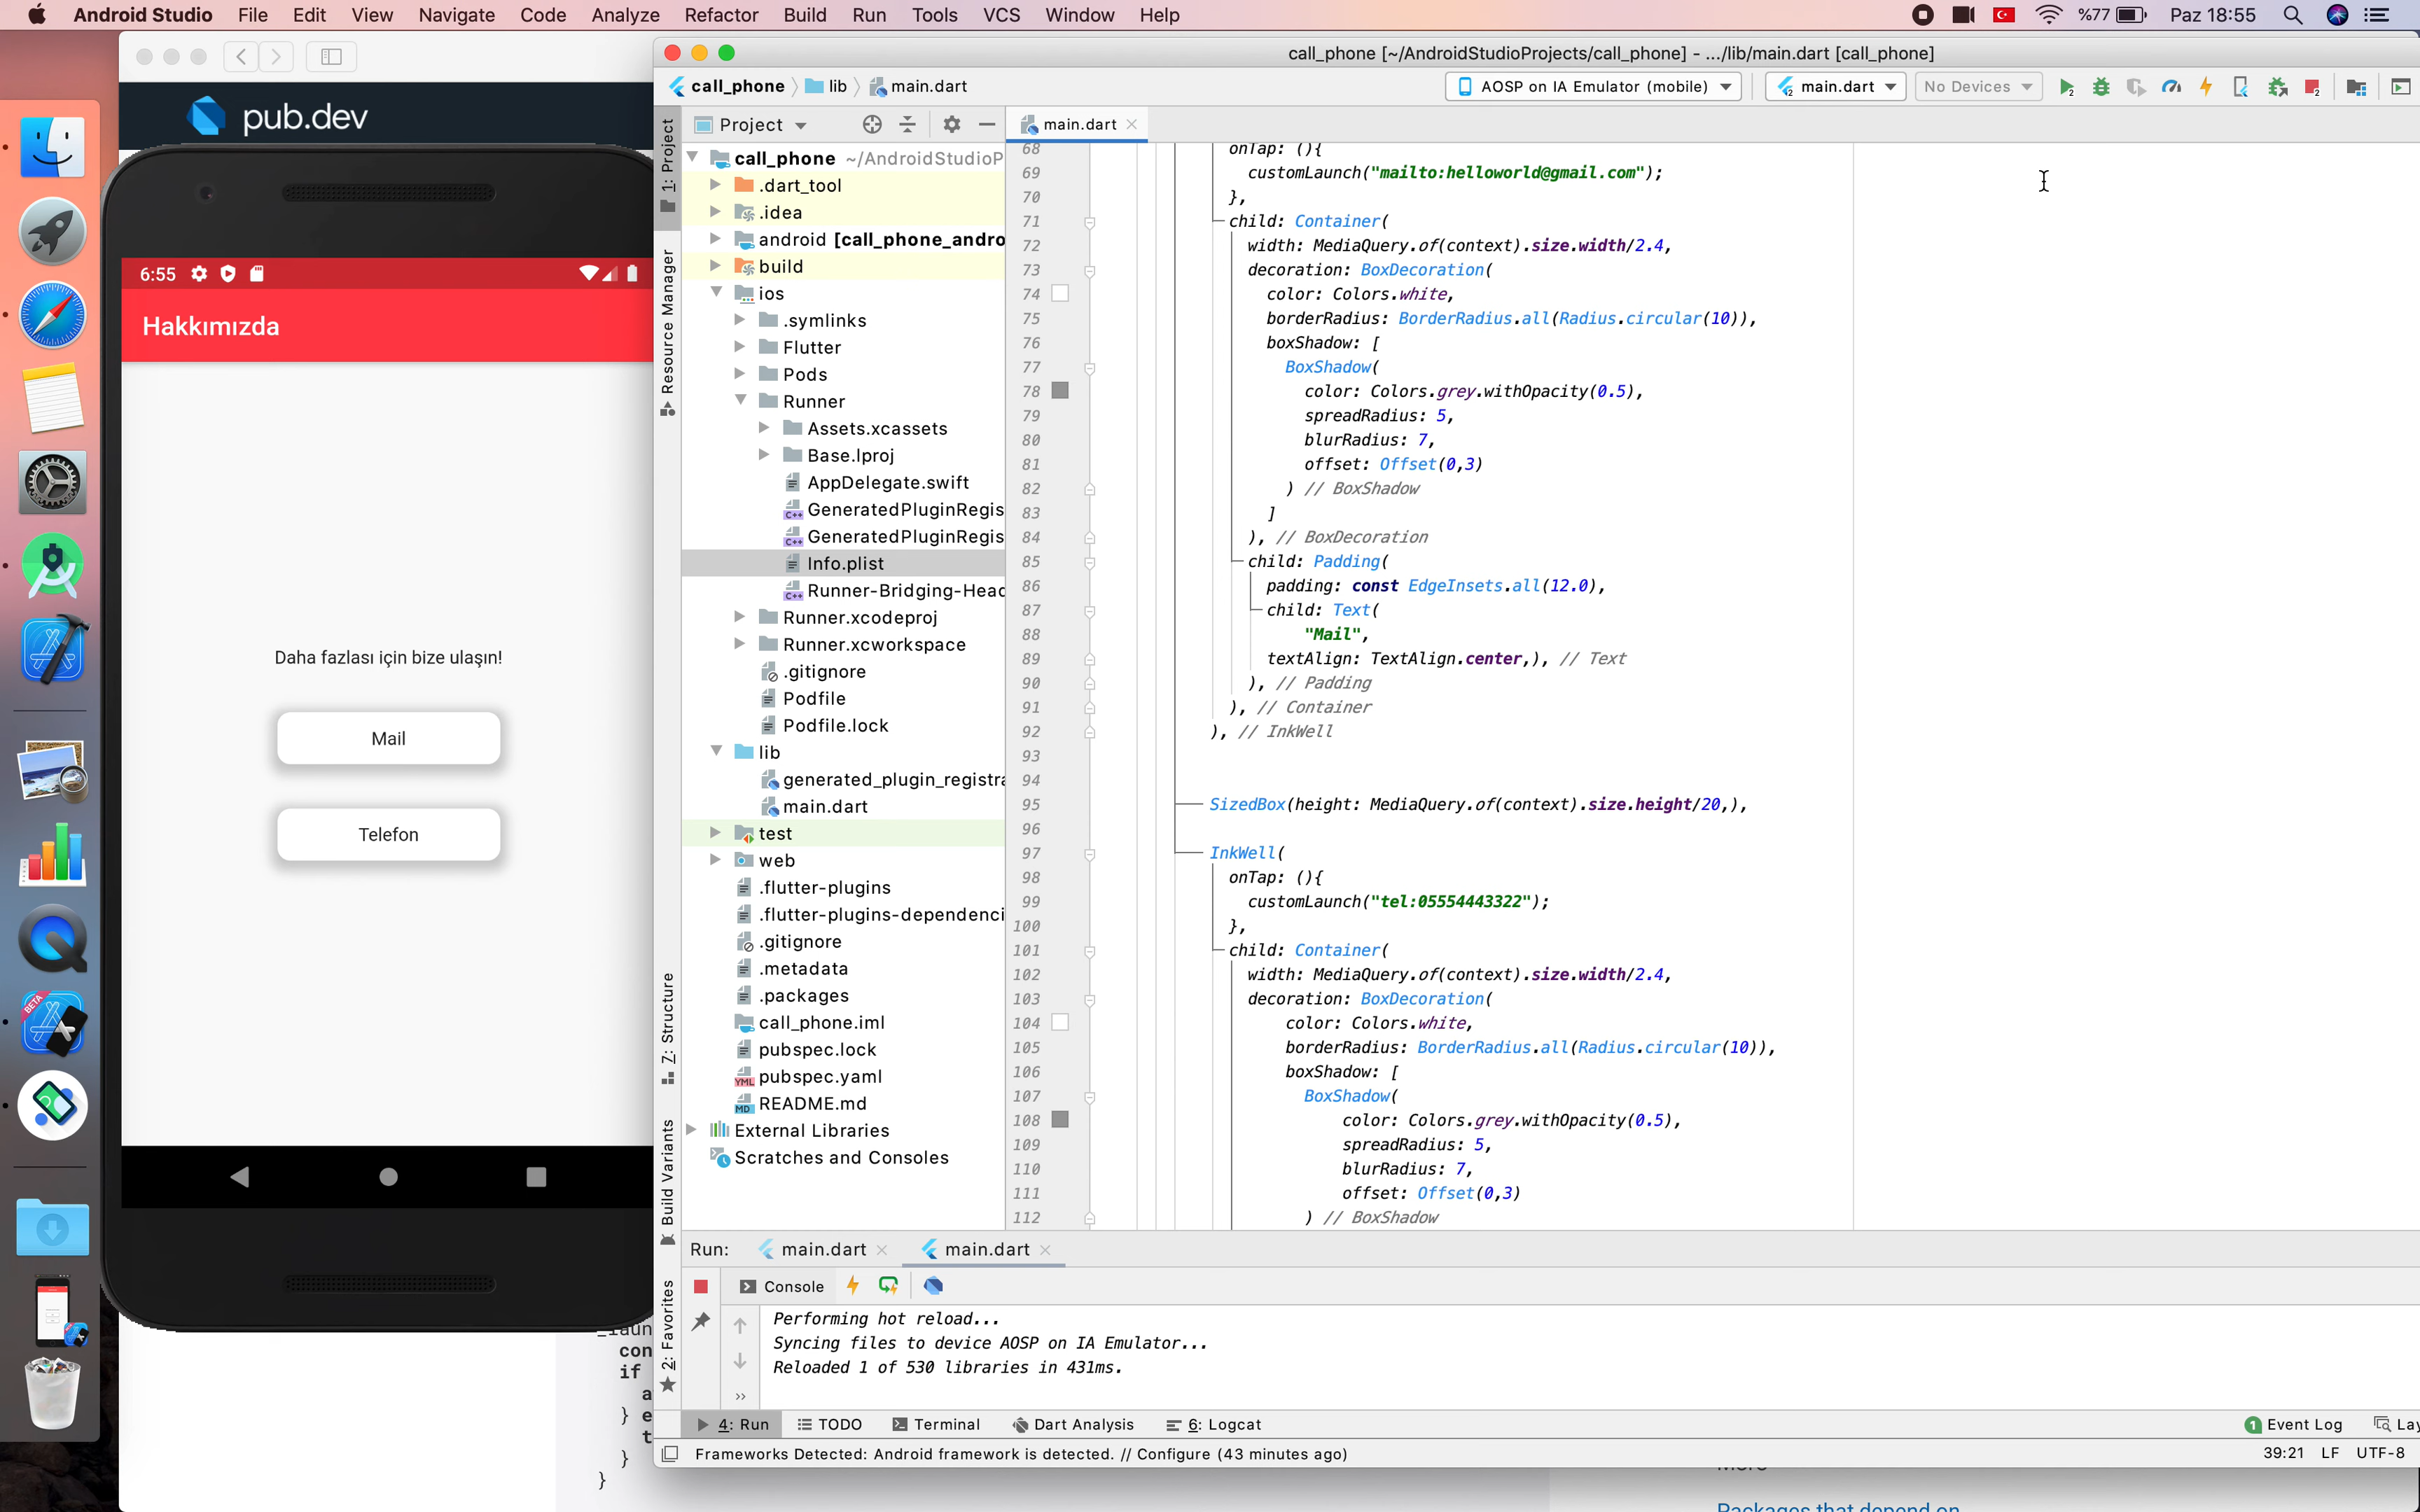 Android Studio File Edit View Navigate Code Analyze Refactor Build Run Tools VCS Window Help
%77 Paz 18:55
pub.dev
6:55
Hakkımızda
Daha fazlası için bize ulaşın!
Mail
Telefon
call_phone [~/AndroidStudioProjects/call_phone] - .../lib/main.dart [call_phone]
call_phone lib main.dart
AOSP on IA Emulator (mobile) main.dart No Devices
1: Project
Resource Manager
Z: Structure
Build Variants
2: Favorites
Project
call_phone ~/AndroidStudioP
.dart_tool
.idea
android [call_phone_andro
build
ios
.symlinks
Flutter
Pods
Runner
Assets.xcassets
Base.lproj
AppDelegate.swift
GeneratedPluginRegis
GeneratedPluginRegis
Info.plist
Runner-Bridging-Head
Runner.xcodeproj
Runner.xcworkspace
.gitignore
Podfile
Podfile.lock
lib
generated_plugin_registra
main.dart
test
web
.flutter-plugins
.flutter-plugins-dependenci
.gitignore
.metadata
.packages
call_phone.iml
pubspec.lock
pubspec.yaml
README.md
External Libraries
Scratches and Consoles
main.dart
68 onTap: (){
69 customLaunch("mailto:helloworld@gmail.com");
70 },
71 child: Container(
72 width: MediaQuery.of(context).size.width/2.4,
73 decoration: BoxDecoration(
74 color: Colors.white,
75 borderRadius: BorderRadius.all(Radius.circular(10)),
76 boxShadow: [
77 BoxShadow(
78 color: Colors.grey.withOpacity(0.5),
79 spreadRadius: 5,
80 blurRadius: 7,
81 offset: Offset(0,3)
82 ) // BoxShadow
83 ]
84 ), // BoxDecoration
85 child: Padding(
86 padding: const EdgeInsets.all(12.0),
87 child: Text(
88 "Mail",
89 textAlign: TextAlign.center,), // Text
90 ), // Padding
91 ), // Container
92 ), // InkWell
93
94
95 SizedBox(height: MediaQuery.of(context).size.height/20,),
96
97 InkWell(
98 onTap: (){
99 customLaunch("tel:05554443322");
100 },
101 child: Container(
102 width: MediaQuery.of(context).size.width/2.4,
103 decoration: BoxDecoration(
104 color: Colors.white,
105 borderRadius: BorderRadius.all(Radius.circular(10)),
106 boxShadow: [
107 BoxShadow(
108 color: Colors.grey.withOpacity(0.5),
109 spreadRadius: 5,
110 blurRadius: 7,
111 offset: Offset(0,3)
112 ) // BoxShadow
Run: main.dart main.dart
Console
Performing hot reload...
Syncing files to device AOSP on IA Emulator...
Reloaded 1 of 530 libraries in 431ms.
4: Run TODO Terminal Dart Analysis 6: Logcat
1 Event Log Lay
Frameworks Detected: Android framework is detected. // Configure (43 minutes ago)
39:21 LF UTF-8
con
if
a
} e
t
}
}
Packages that depend on